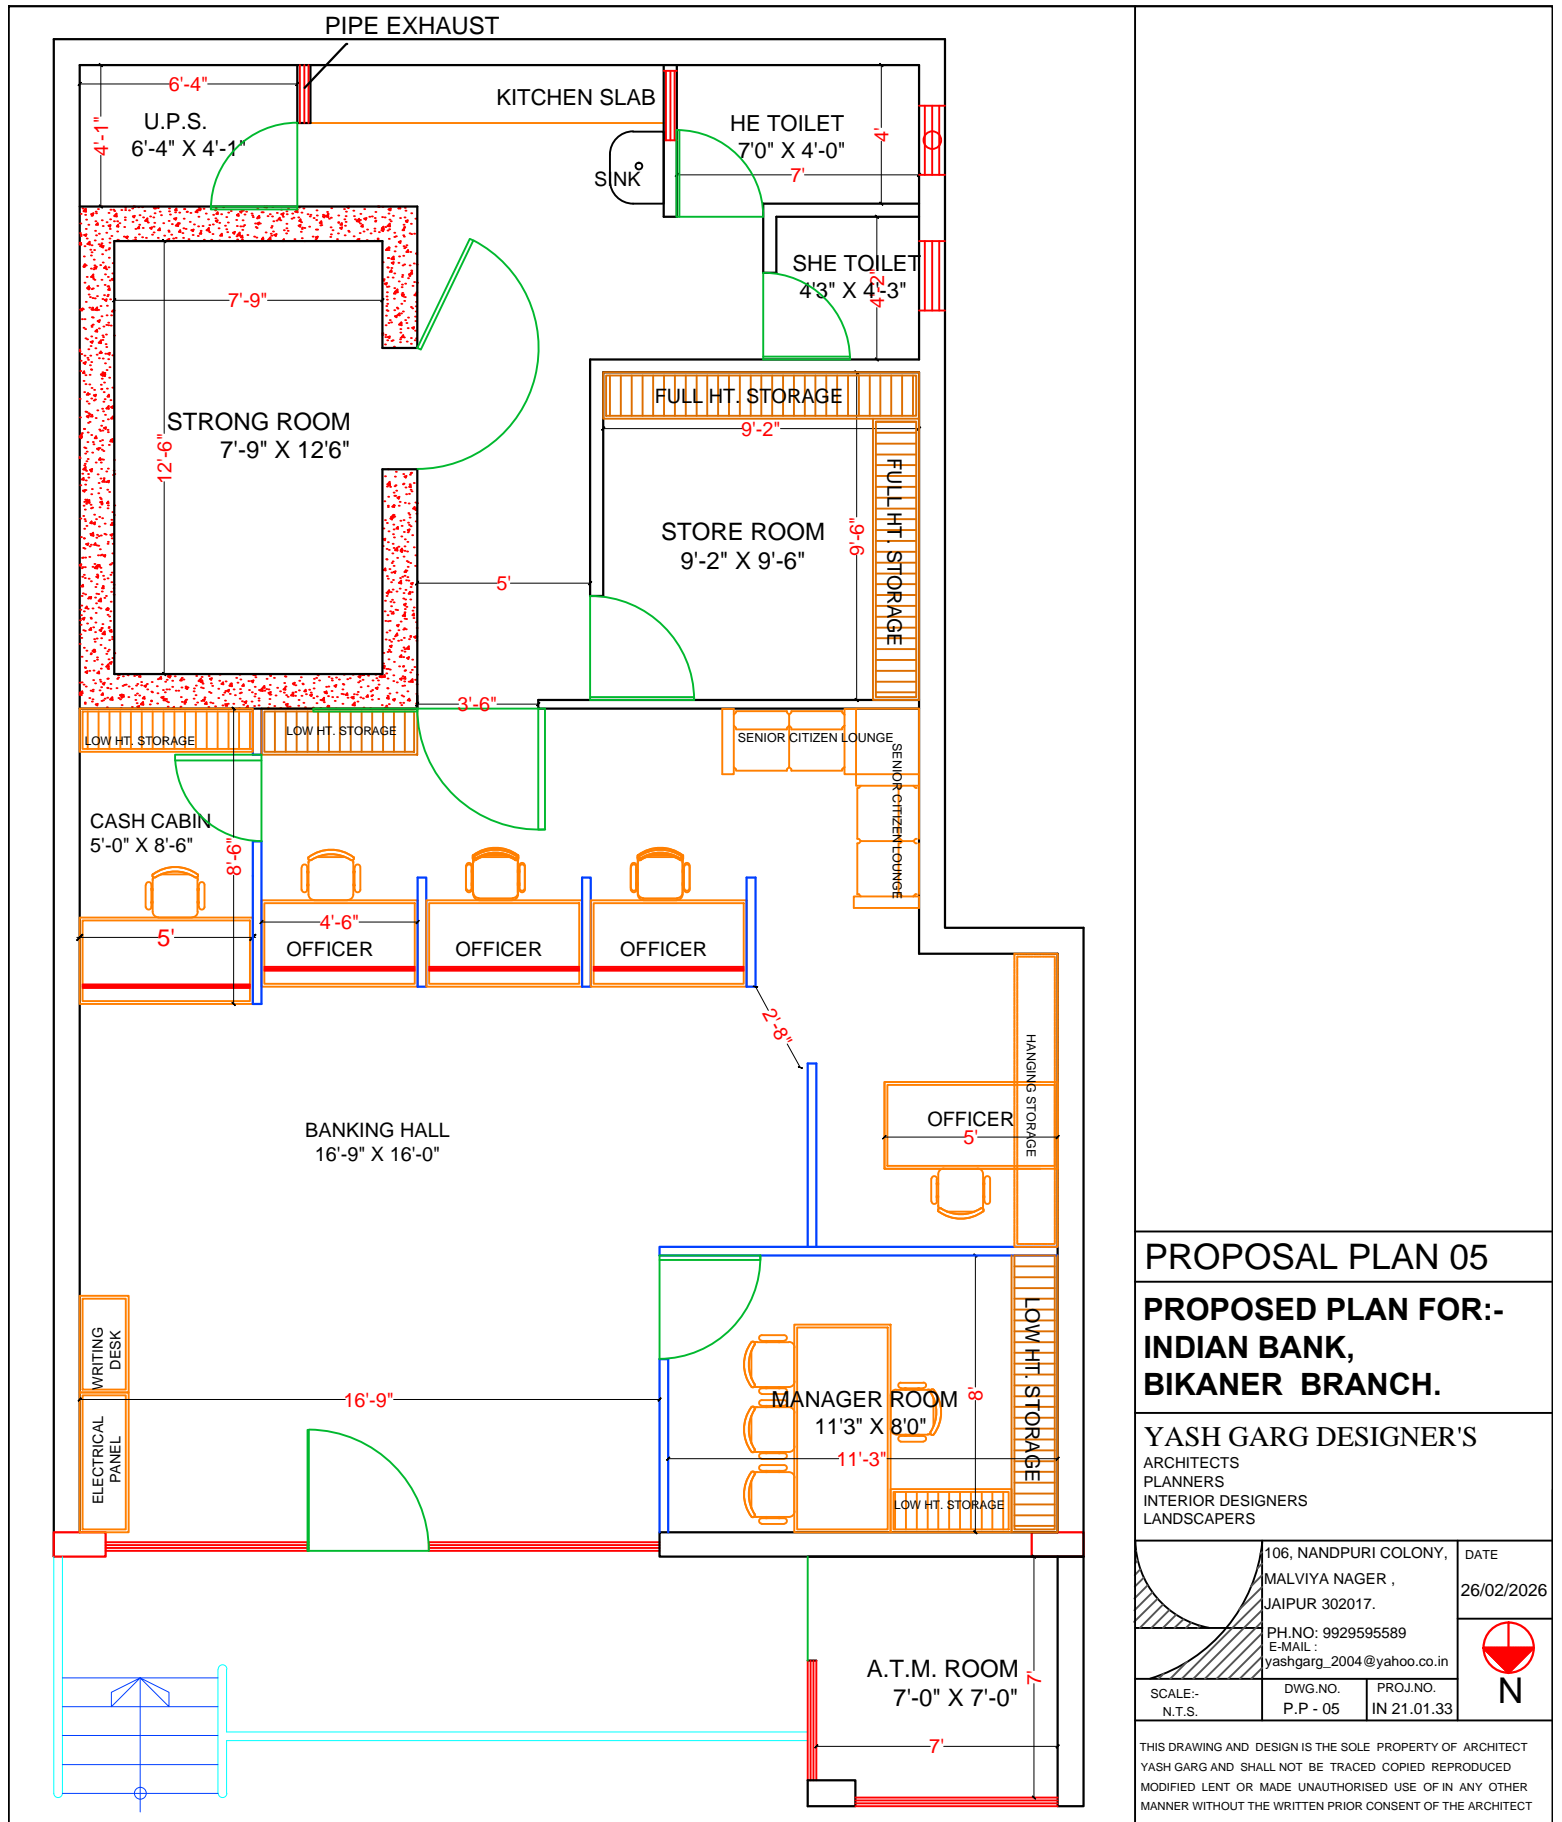 PIPE EXHAUST
6'-4"
KITCHEN SLAB
U.P.S.
6'-4" X 4'-1"
4'-1"
HE TOILET
7'0" X 4'-0"
4'
7'
SINK
SHE TOILET
4'3" X 4'-3"
4'-2"
7'-9"
FULL HT. STORAGE
9'-2"
STRONG ROOM
7'-9" X 12'6"
12'-6"
FULL HT. STORAGE
STORE ROOM
9'-2" X 9'-6"
9'-6"
5'
3'-6"
LOW HT. STORAGE
LOW HT. STORAGE
SENIOR CITIZEN LOUNGE
SENIOR CITIZEN LOUNGE
CASH CABIN
5'-0" X 8'-6"
8'-6"
4'-6"
5'
OFFICER
OFFICER
OFFICER
2'-8"
HANGING STORAGE
BANKING HALL
16'-9" X 16'-0"
OFFICER
5'
WRITING
DESK
LOW HT. STORAGE
16'-9"
MANAGER ROOM
11'3" X 8'0"
8'
11'-3"
ELECTRICAL
PANEL
LOW HT. STORAGE
A.T.M. ROOM
7'-0" X 7'-0"
7'
7'
PROPOSAL PLAN 05
PROPOSED PLAN FOR:-
INDIAN BANK,
BIKANER BRANCH.
YASH GARG DESIGNER'S
ARCHITECTS
PLANNERS
INTERIOR DESIGNERS
LANDSCAPERS
106, NANDPURI COLONY,
MALVIYA NAGER ,
JAIPUR 302017.
PH.NO: 9929595589
E-MAIL :
yashgarg_2004@yahoo.co.in
DATE
26/02/2026
N
SCALE:-
N.T.S.
DWG.NO.
P.P - 05
PROJ.NO.
IN 21.01.33
THIS DRAWING AND DESIGN IS THE SOLE PROPERTY OF ARCHITECT
YASH GARG AND SHALL NOT BE TRACED COPIED REPRODUCED
MODIFIED LENT OR MADE UNAUTHORISED USE OF IN ANY OTHER
MANNER WITHOUT THE WRITTEN PRIOR CONSENT OF THE ARCHITECT